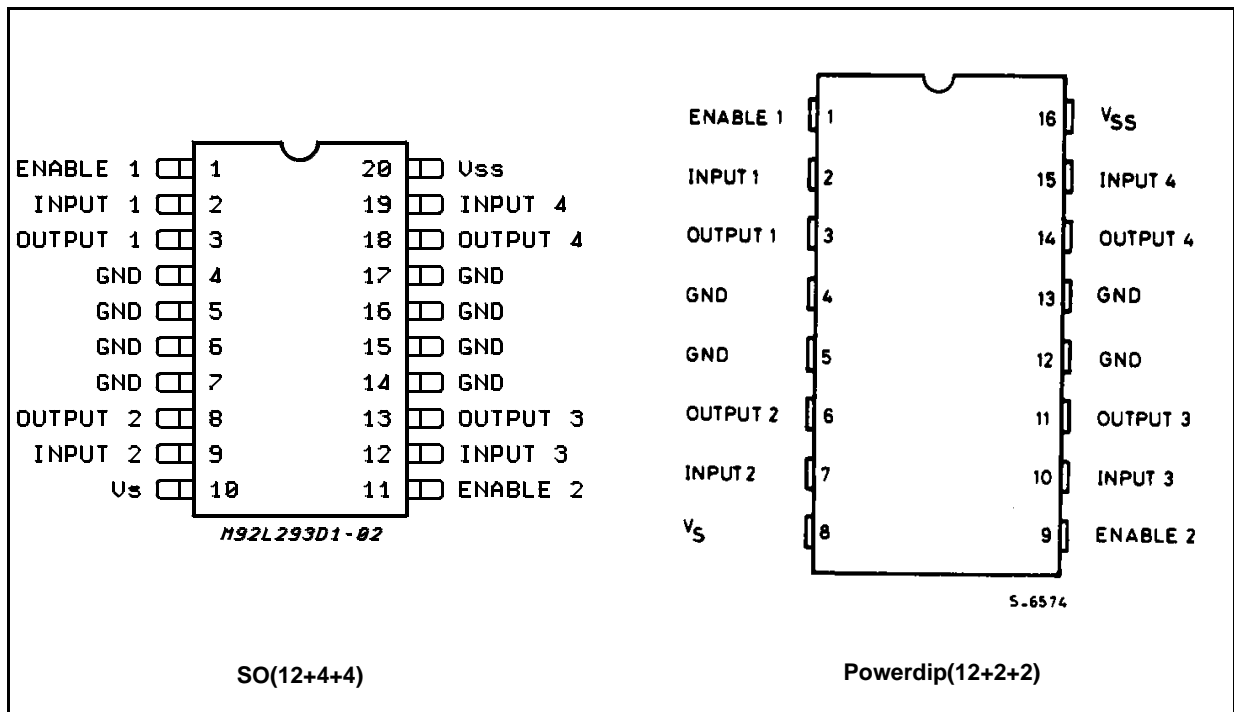 ENABLE 1 1 20 Vss
INPUT 1 2 19 INPUT 4
OUTPUT 1 3 18 OUTPUT 4
GND 4 17 GND
GND 5 16 GND
GND 6 15 GND
GND 7 14 GND
OUTPUT 2 8 13 OUTPUT 3
INPUT 2 9 12 INPUT 3
Vs 10 11 ENABLE 2
M92L293D1-02
SO(12+4+4)
ENABLE 1 1 16 VSS
INPUT 1 2 15 INPUT 4
OUTPUT 1 3 14 OUTPUT 4
GND 4 13 GND
GND 5 12 GND
OUTPUT 2 6 11 OUTPUT 3
INPUT 2 7 10 INPUT 3
VS 8 9 ENABLE 2
S-6574
Powerdip(12+2+2)